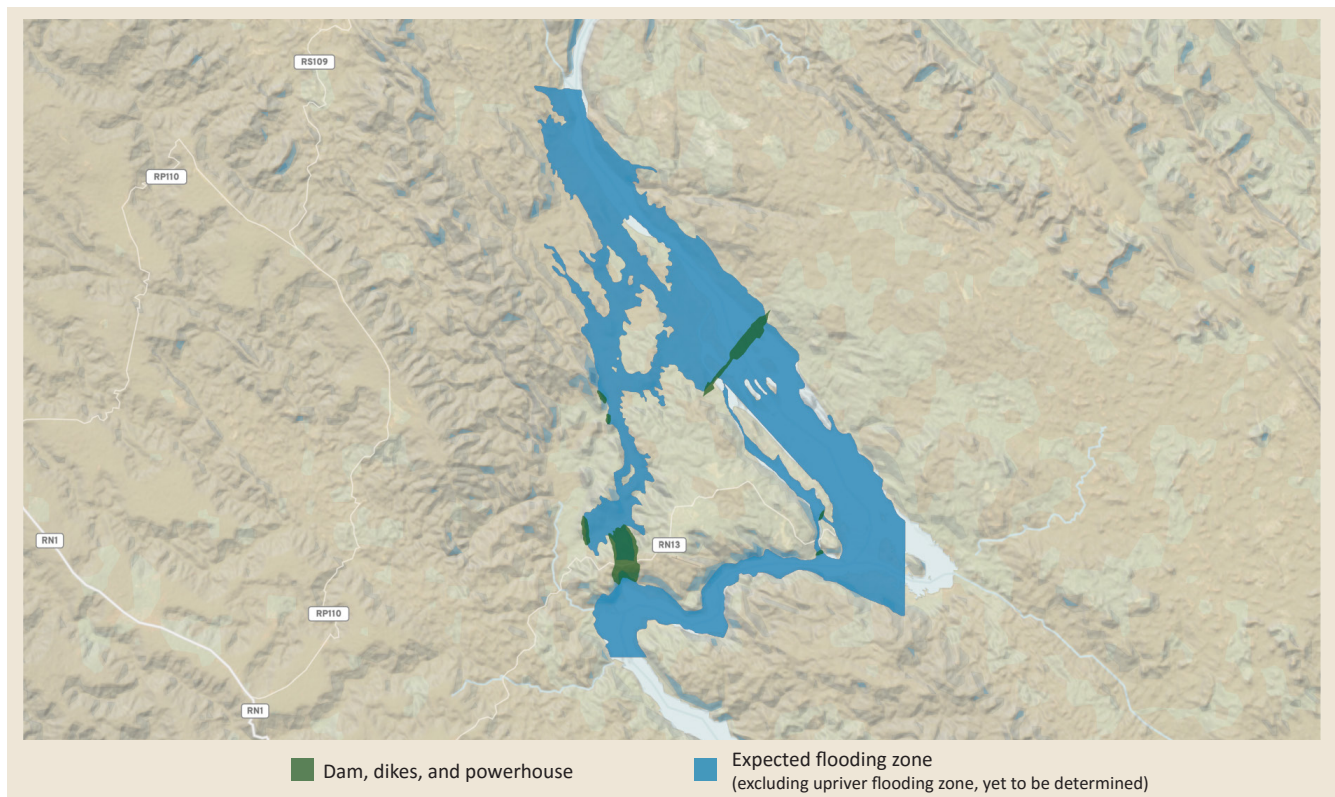 RS109
RP110
RN1
RN13
RP110
RN1
Dam, dikes, and powerhouse
Expected flooding zone
(excluding upriver flooding zone, yet to be determined)